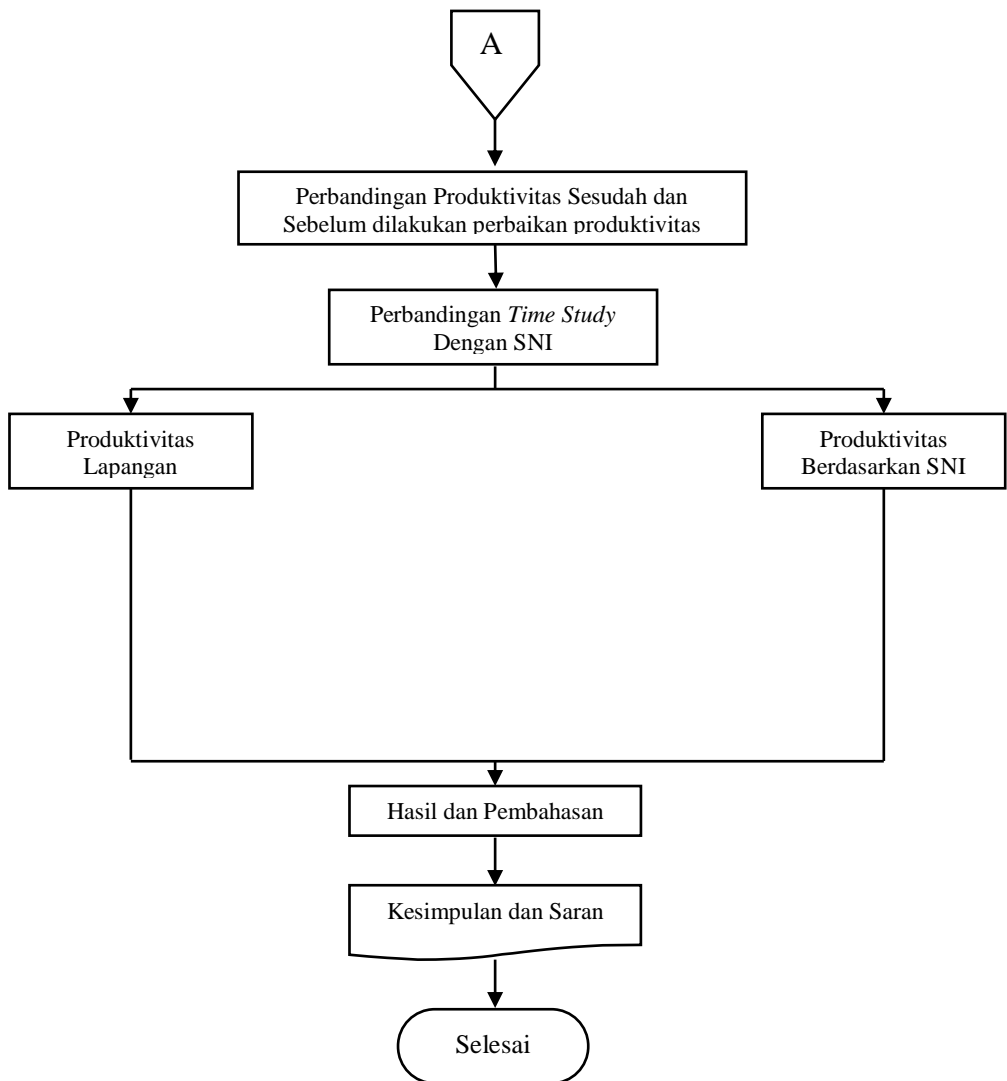 A
Perbandingan Produktivitas Sesudah dan
Sebelum dilakukan perbaikan produktivitas
Perbandingan Time Study
Dengan SNI
Produktivitas
Lapangan
Produktivitas
Berdasarkan SNI
Hasil dan Pembahasan
Kesimpulan dan Saran
Selesai